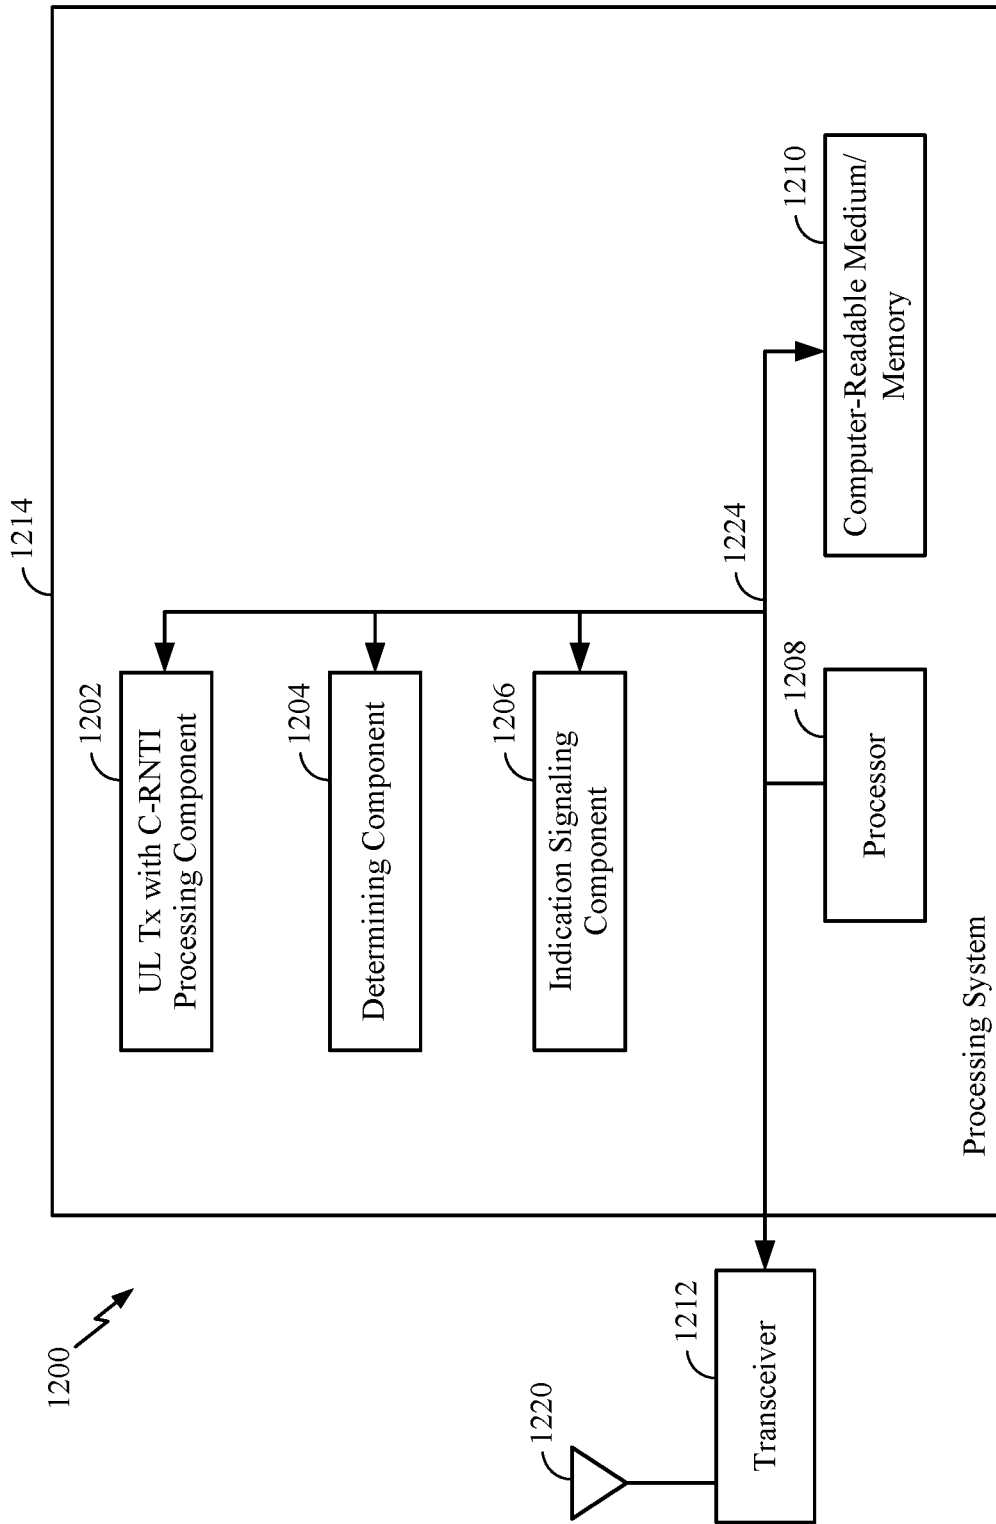 1200
1214
1220
1212
Transceiver
1202
UL Tx with C-RNTI
Processing Component
1204
Determining Component
1206
Indication Signaling
Component
1224
1208
Processor
1210
Computer-Readable Medium/
Memory
Processing System